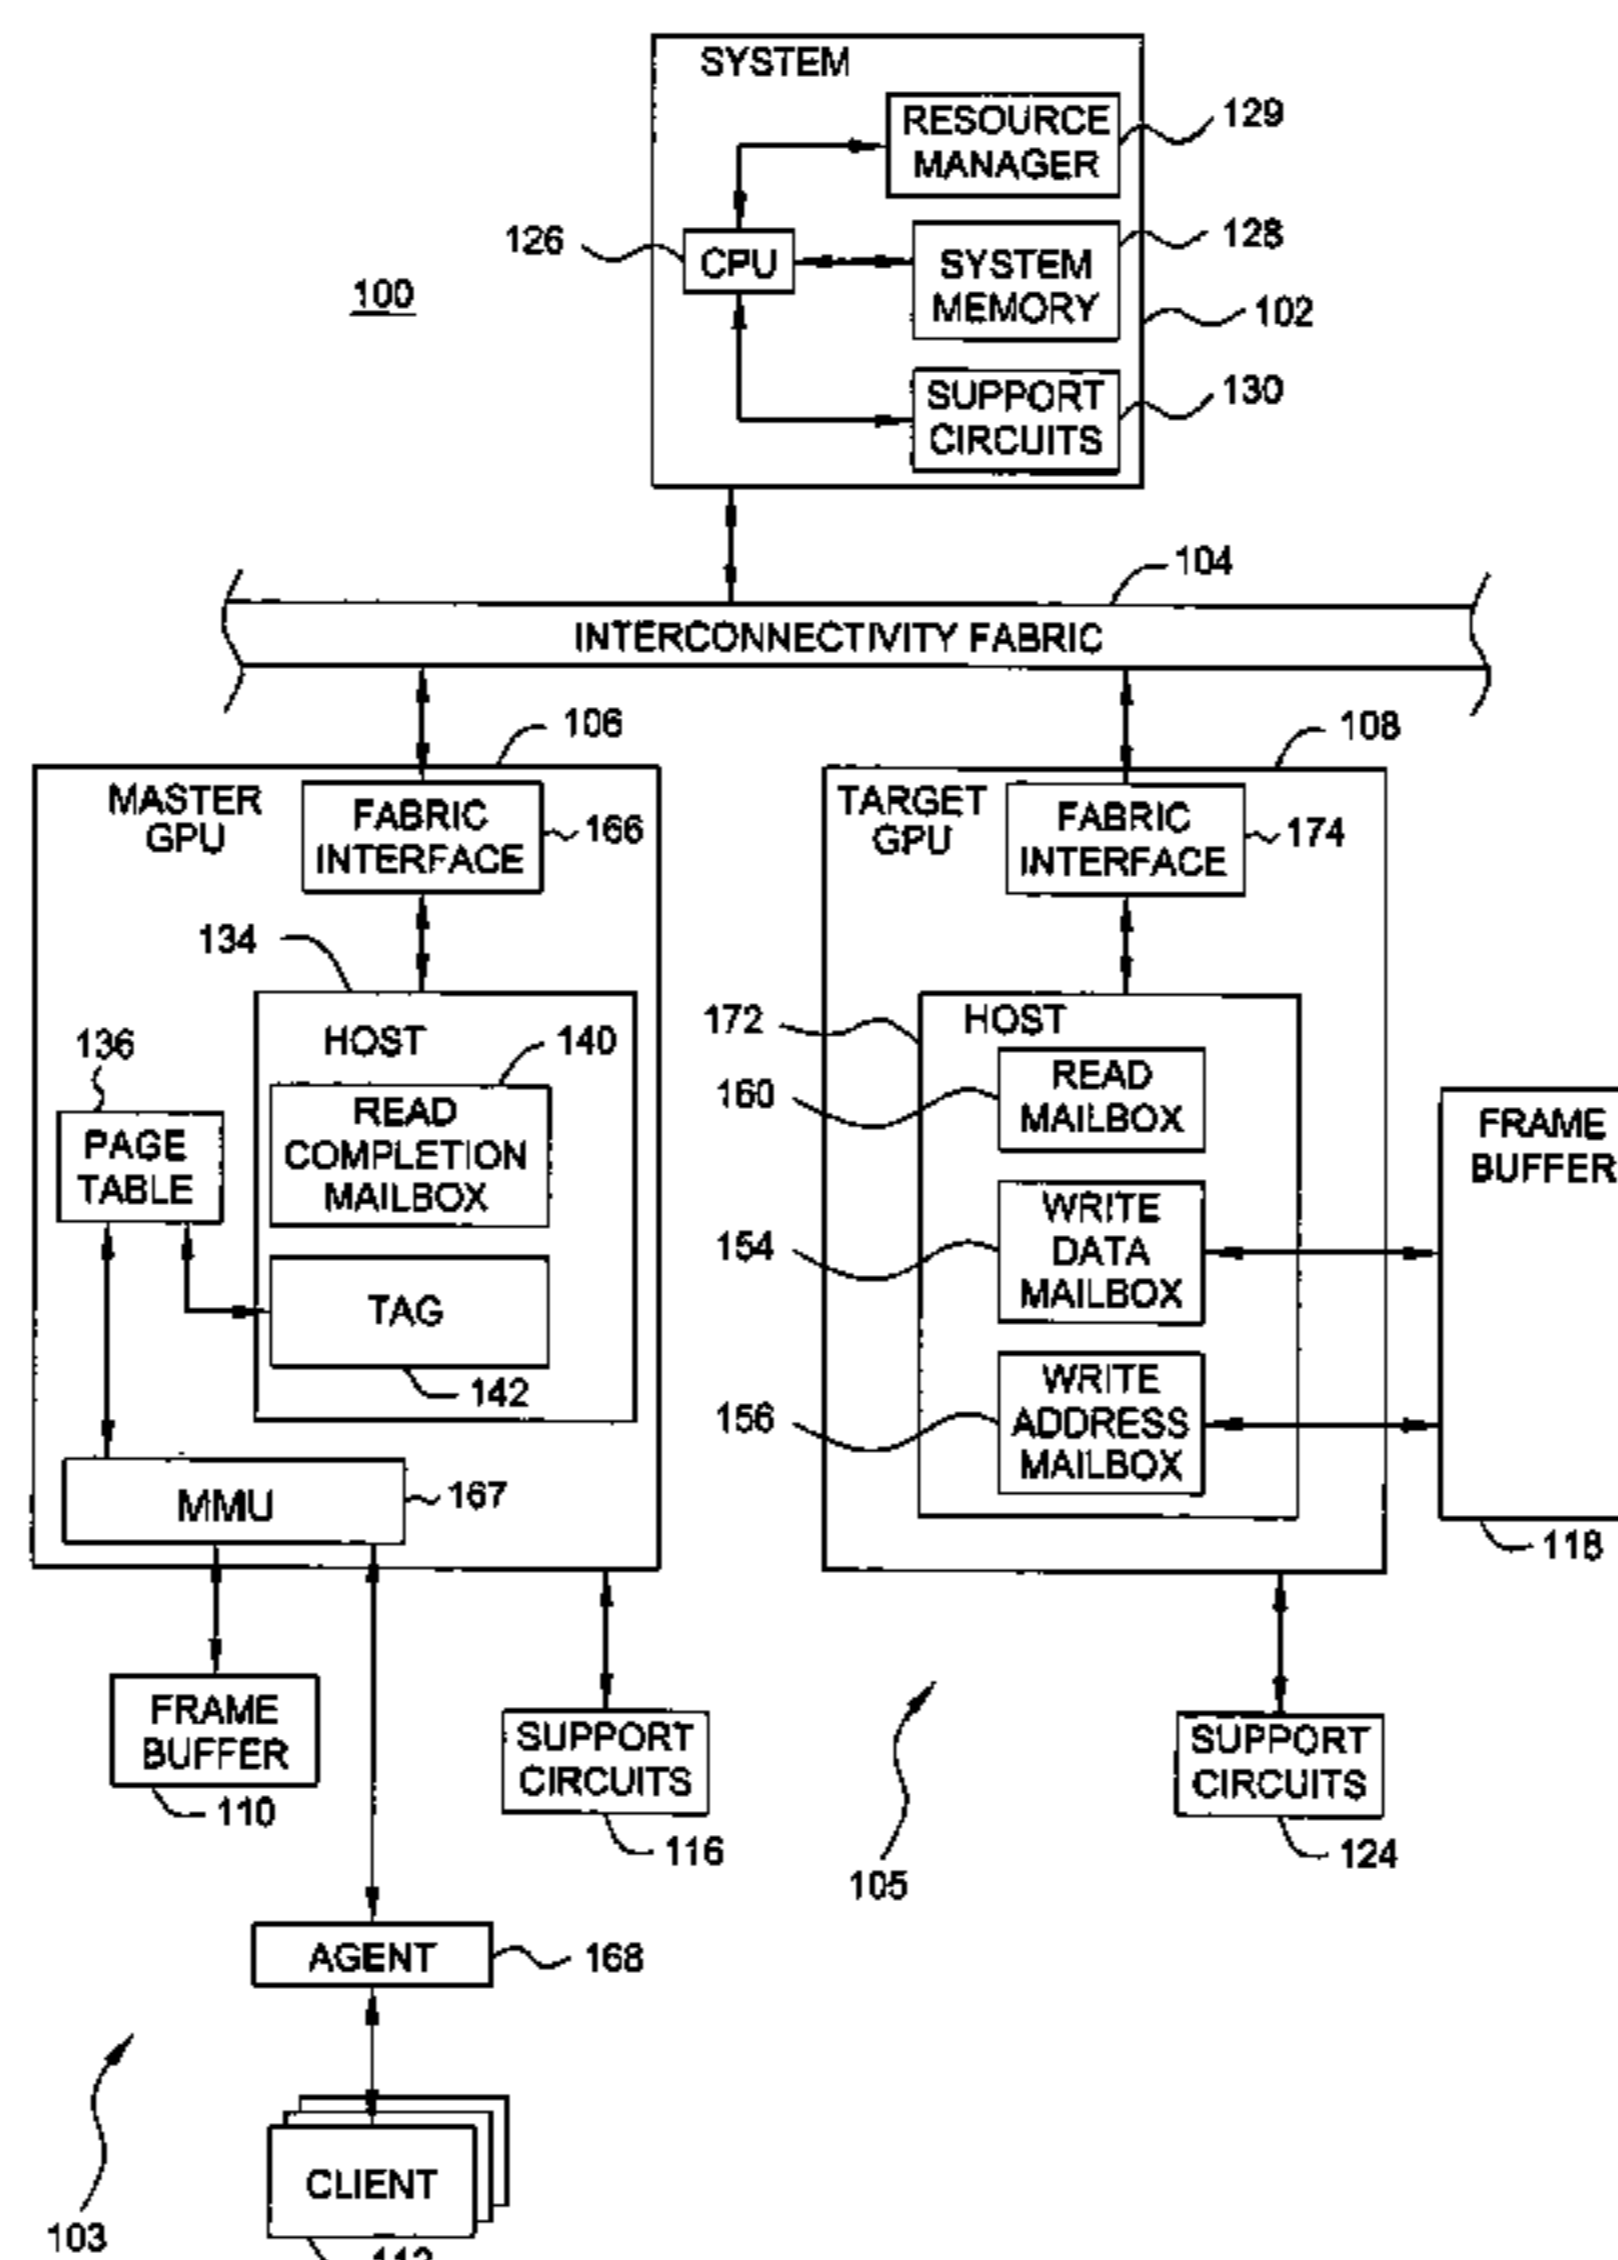 SYSTEM
RESOURCE
MANAGER
129
126
CPU
SYSTEM
MEMORY
128
100
102
SUPPORT
CIRCUITS
130
104
INTERCONNECTIVITY FABRIC
106
108
MASTER
GPU
FABRIC
INTERFACE
166
TARGET
GPU
FABRIC
INTERFACE
174
134
HOST
140
136
PAGE
TABLE
READ
COMPLETION
MAILBOX
TAG
142
MMU
167
172
HOST
160
READ
MAILBOX
154
WRITE
DATA
MAILBOX
156
WRITE
ADDRESS
MAILBOX
FRAME
BUFFER
118
FRAME
BUFFER
110
SUPPORT
CIRCUITS
116
105
SUPPORT
CIRCUITS
124
AGENT
168
CLIENT
103